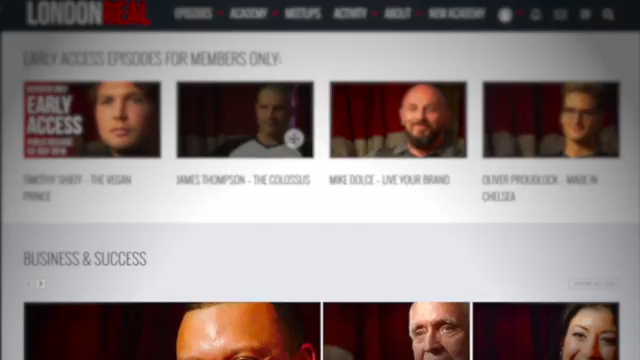 LONDON REAL
EPISODES ACADEMY MEETUPS ACTIVITY ABOUT NEW ACADEMY
EARLY ACCESS EPISODES FOR MEMBERS ONLY:
EARLY
ACCESS
TIMOTHY SHIEFF - THE VEGAN
PRINCE
JAMES THOMPSON - THE COLOSSUS
MIKE DOLCE - LIVE YOUR BRAND
OLIVER PROUDLOCK - MADE IN
CHELSEA
BUSINESS & SUCCESS